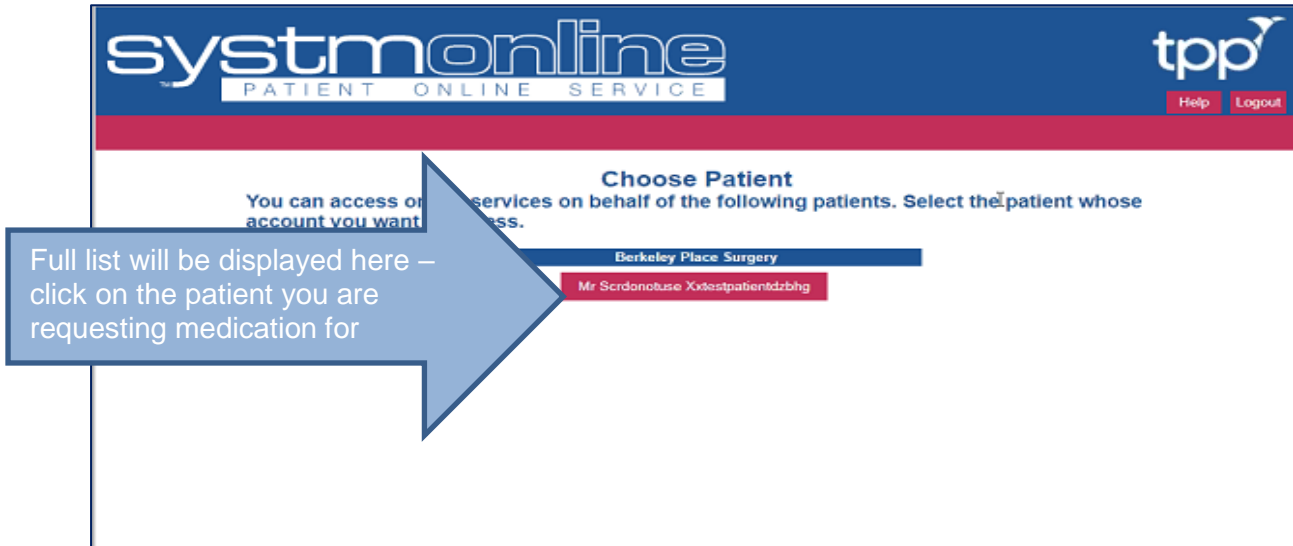 systmonline
PATIENT ONLINE SERVICE
tpp
Help Logout
Choose Patient
You can access services on behalf of the following patients. Select the patient whose
account you want
Full list will be displayed here –
click on the patient you are
requesting medication for
Berkeley Place Surgery
Mr Scrdonotuse Xxtestpatientdzbhg